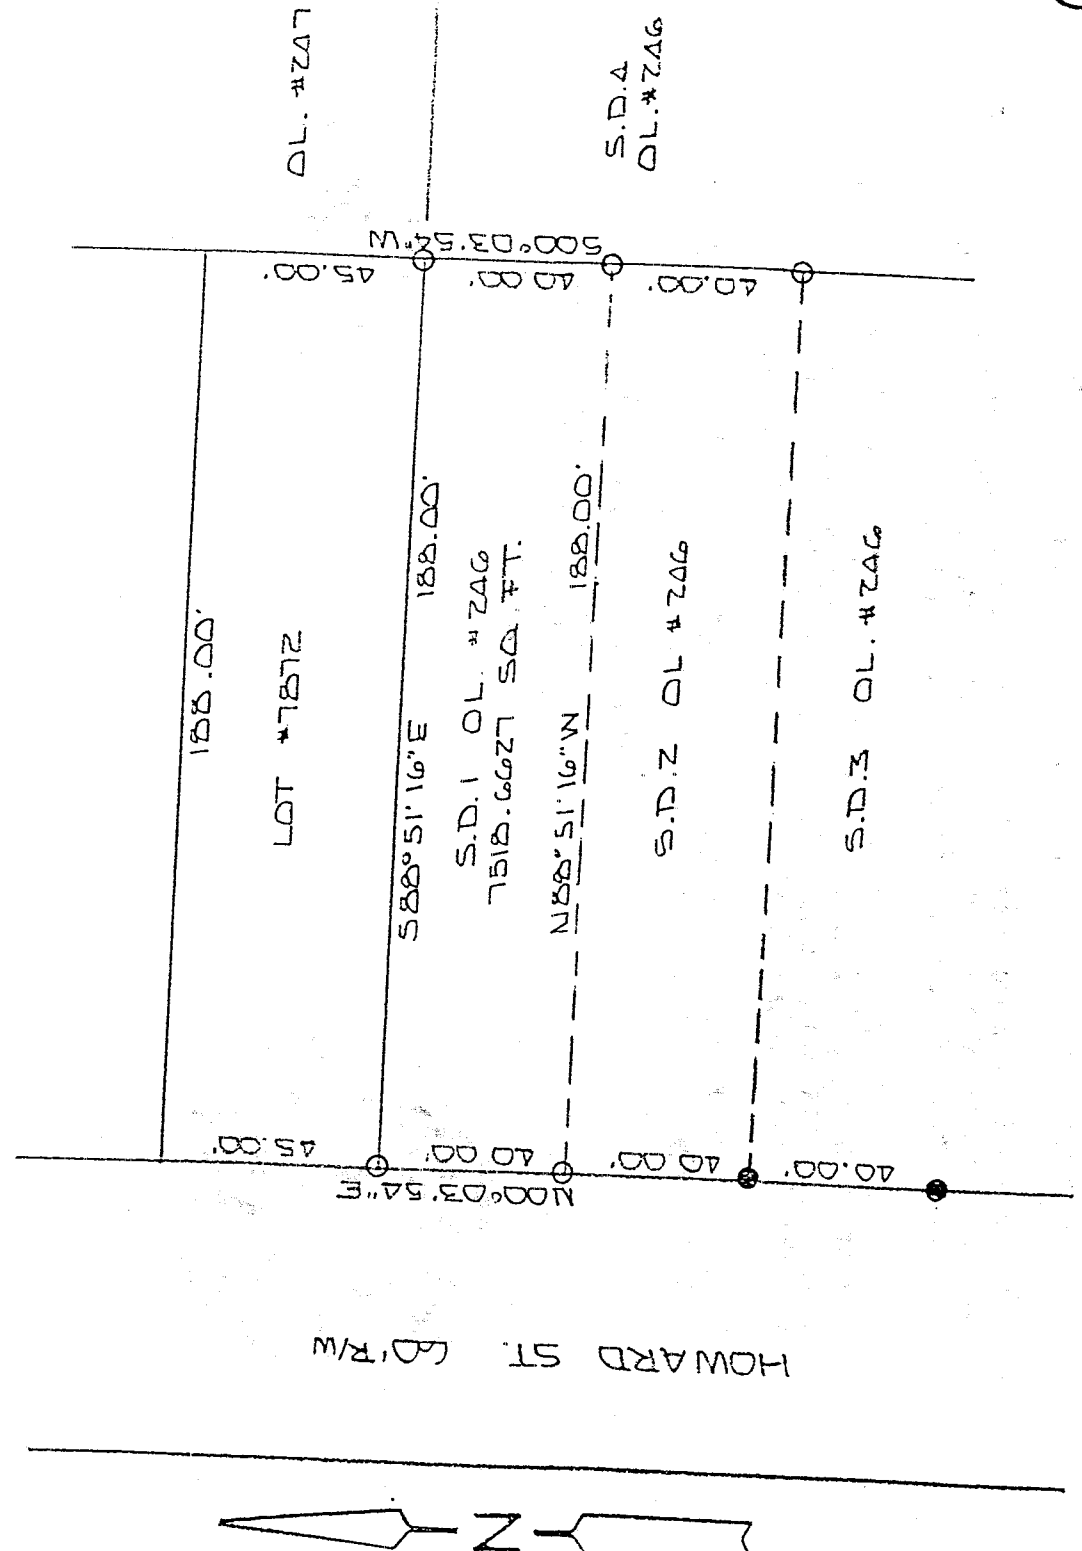 OL. #247
S.D.4
OL. #246
S00°03'54"W
45.00'
40.00'
40.00'
188.00'
LOT #7872
S88°51'16"E 188.00'
S.D.1 OL. #246
7518.6627 SQ. FT.
N88°51'16"W 188.00'
S.D.2 OL #246
S.D.3 OL. #246
45.00'
40.00'
40.00'
40.00'
N00°03'54"E
HOWARD ST. 60'R/W
N